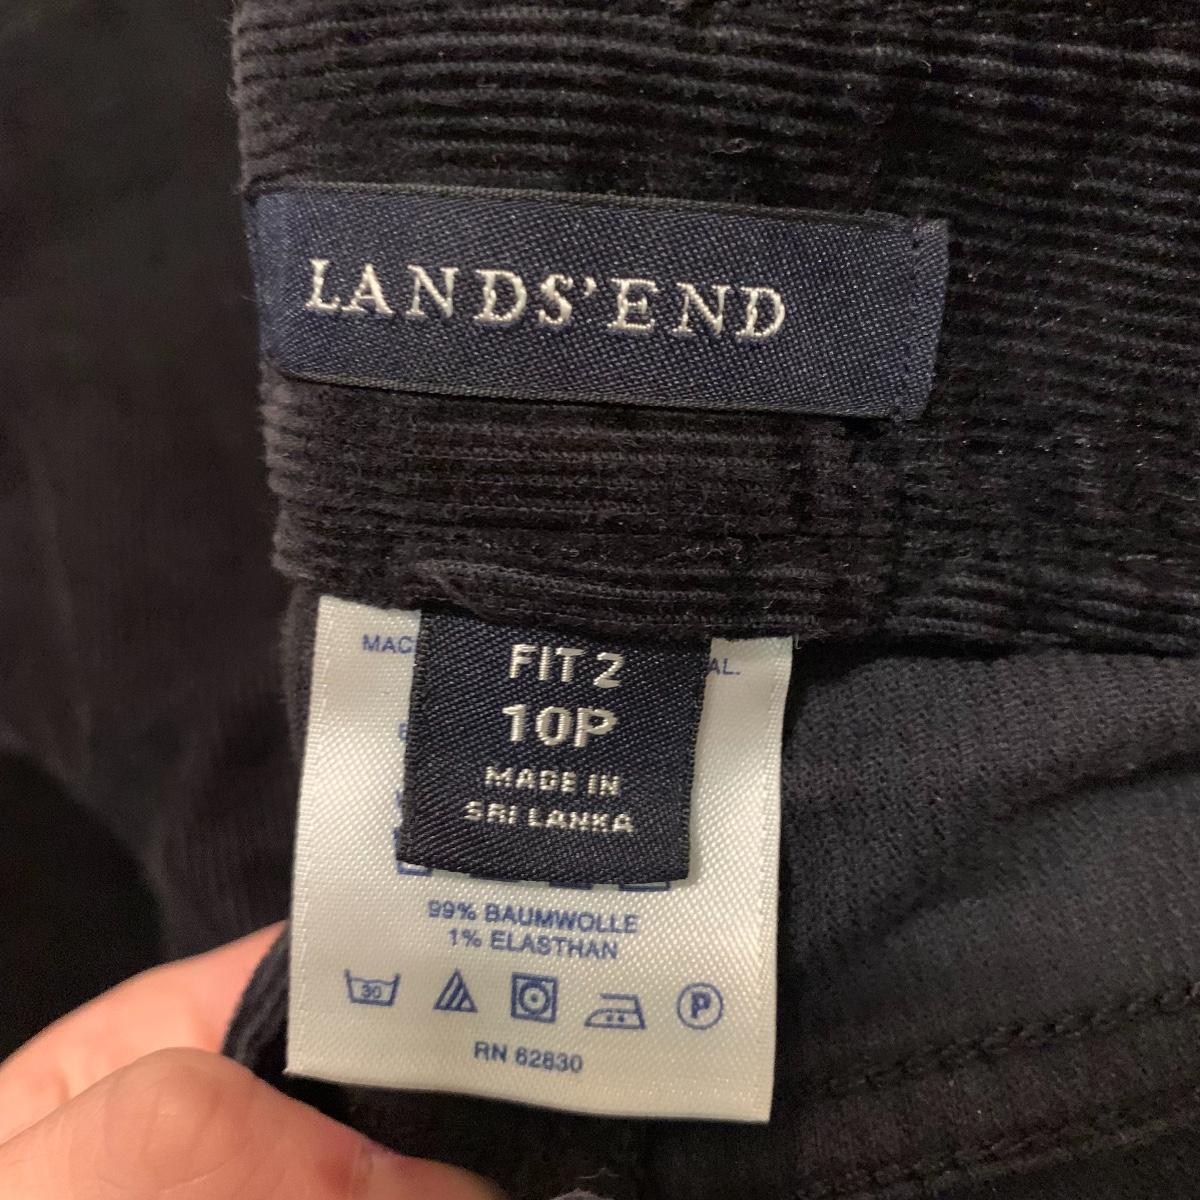 LANDS'END
FIT 2
10P
MADE IN
SRI LANKA
99% BAUMWOLLE
1% ELASTHAN
30
P
RN 62830